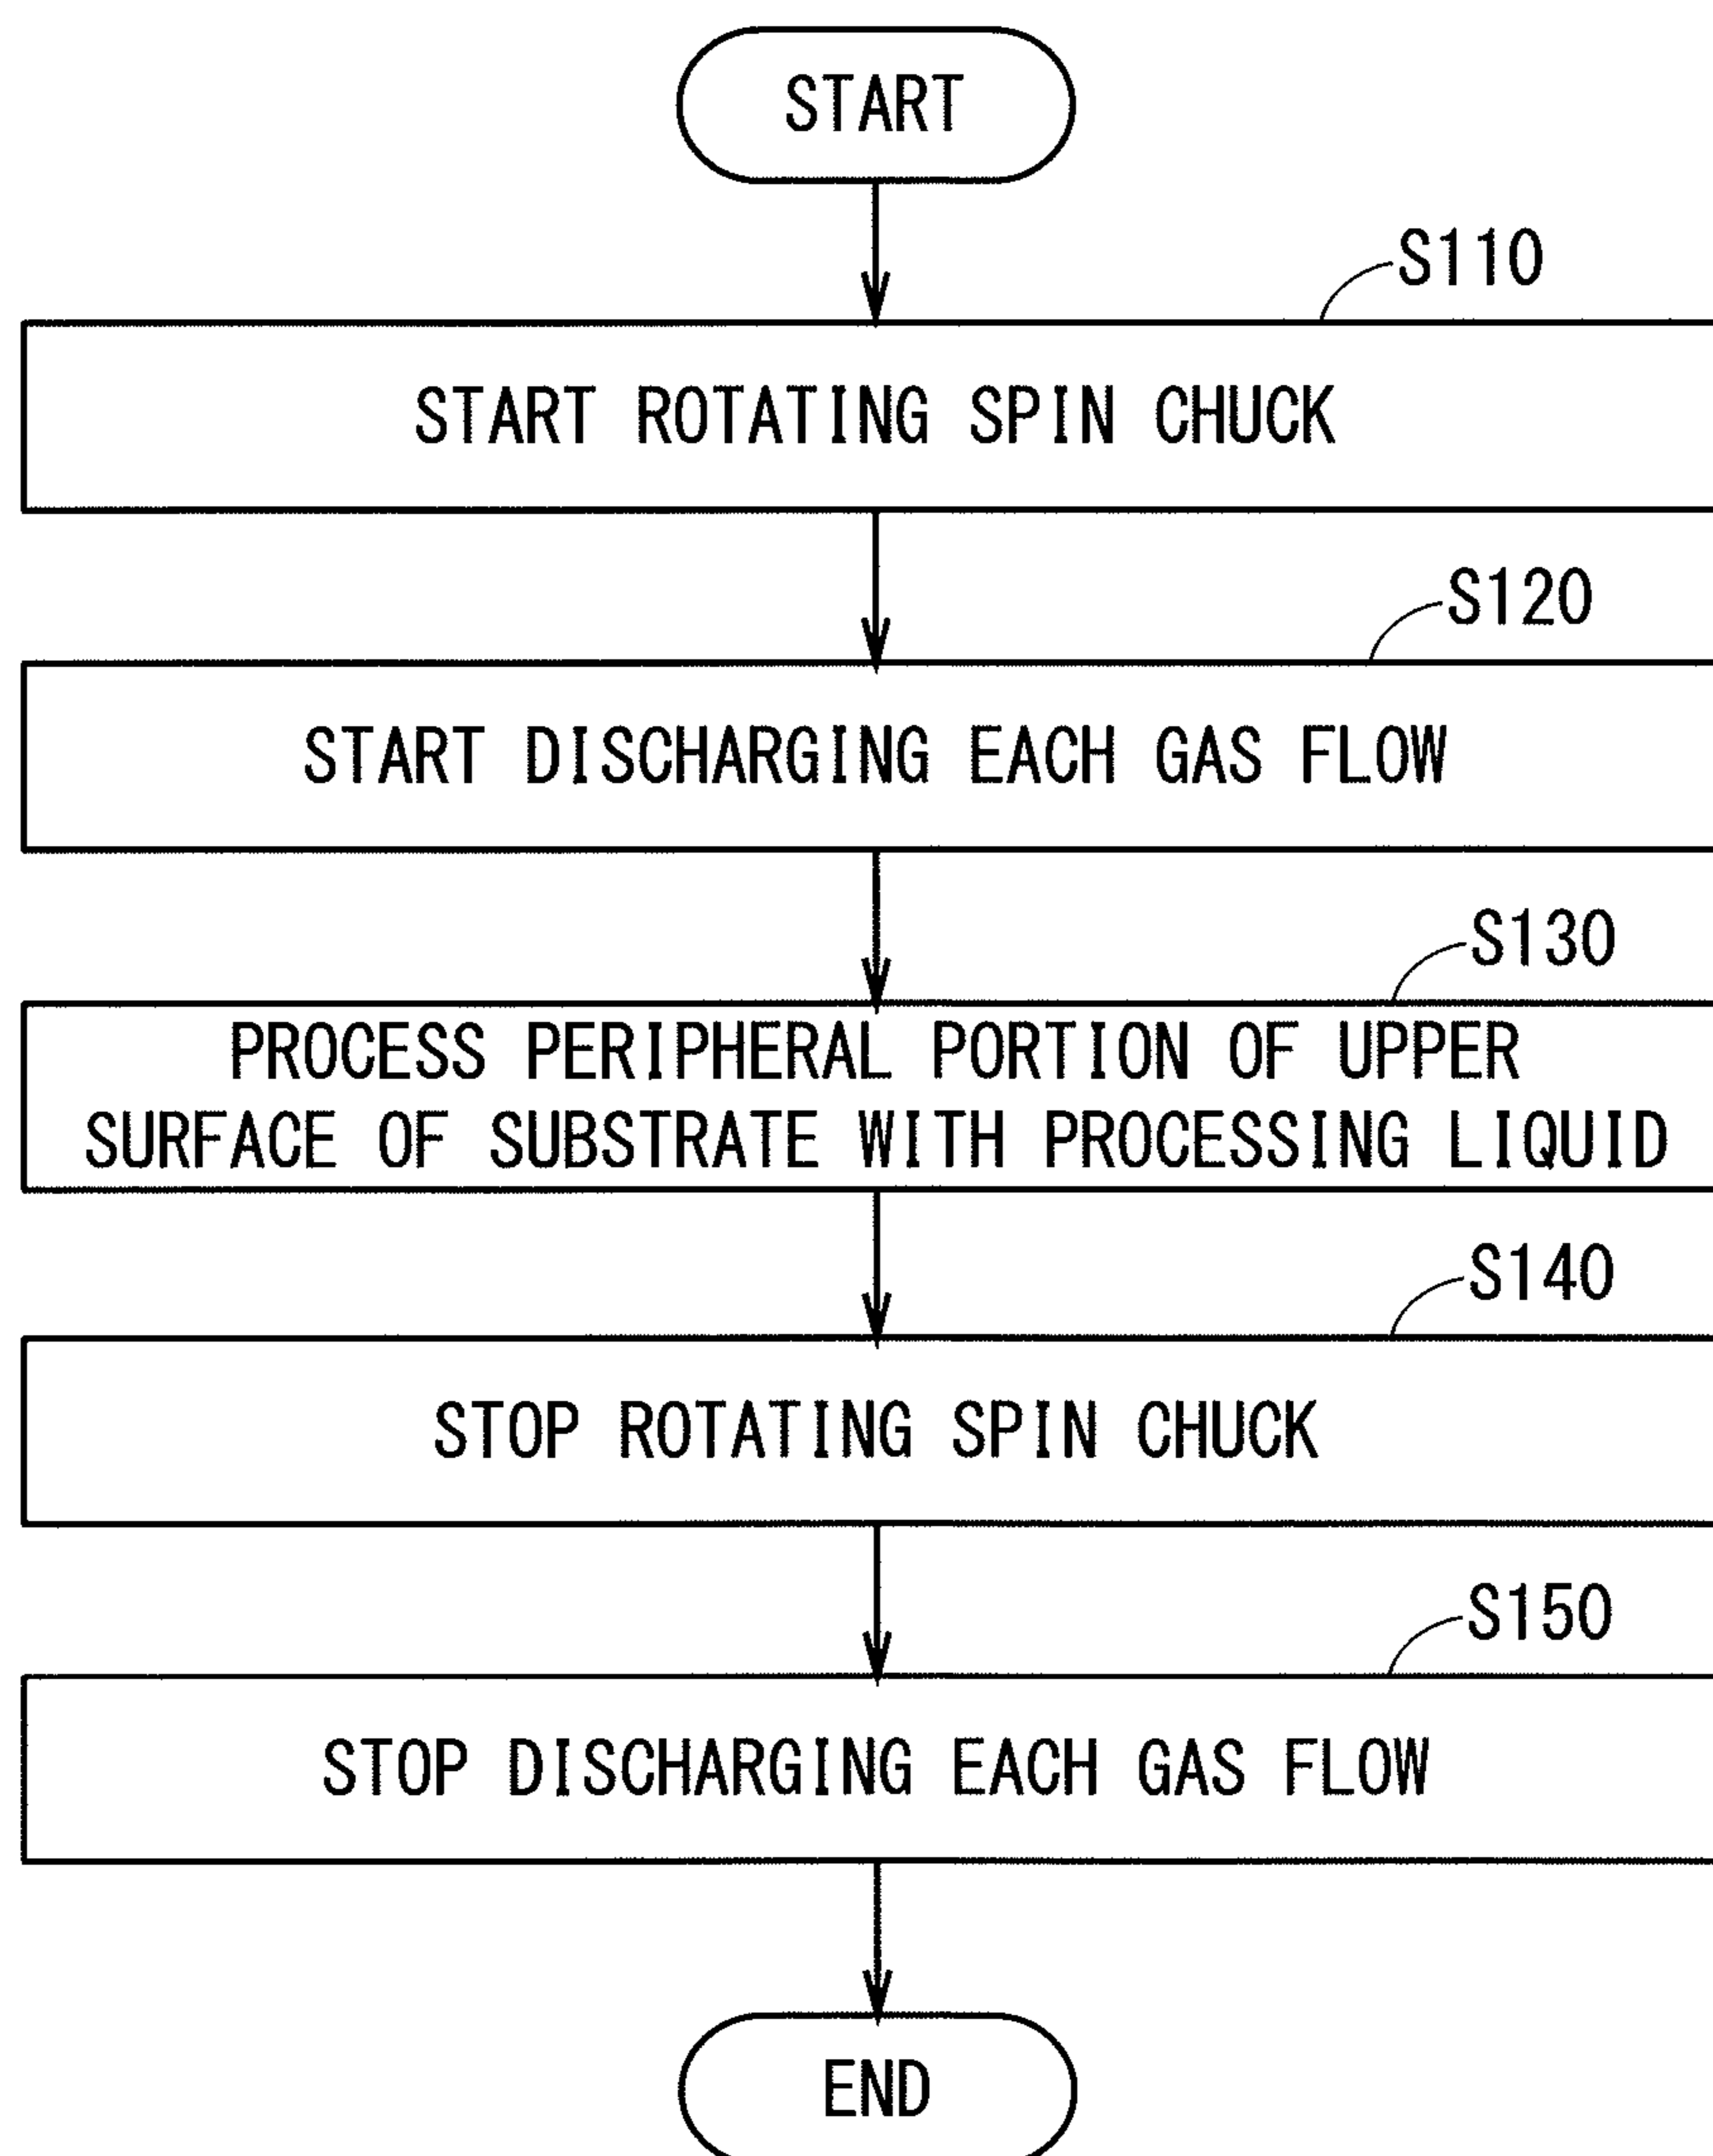 START
S110
START ROTATING SPIN CHUCK
S120
START DISCHARGING EACH GAS FLOW
S130
PROCESS PERIPHERAL PORTION OF UPPER
SURFACE OF SUBSTRATE WITH PROCESSING LIQUID
S140
STOP ROTATING SPIN CHUCK
S150
STOP DISCHARGING EACH GAS FLOW
END